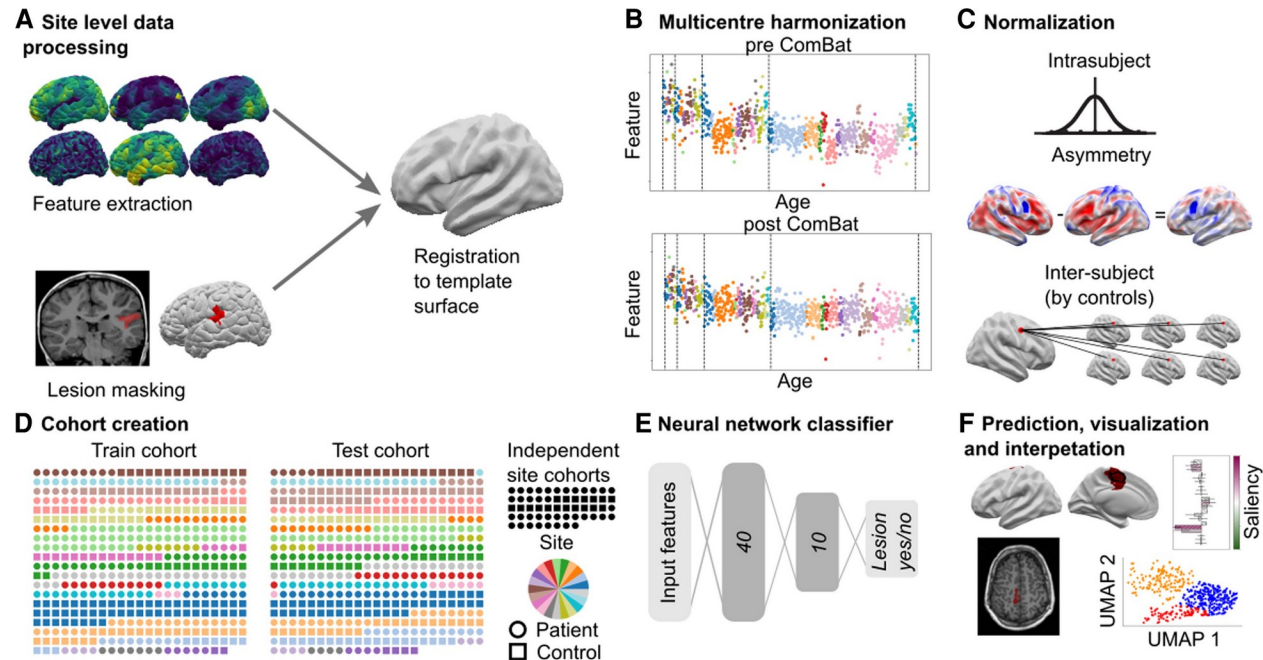 A Site level data
processing
Feature extraction
Lesion masking
Registration
to template
surface
B Multicentre harmonization
pre ComBat
Feature
Age
post ComBat
Feature
Age
C Normalization
Intrasubject
Asymmetry
-
=
Inter-subject
(by controls)
D Cohort creation
Train cohort
Test cohort
Independent
site cohorts
Site
Patient
Control
E Neural network classifier
Input features
40
10
Lesion
yes/no
F Prediction, visualization
and interpetation
Saliency
UMAP 2
UMAP 1